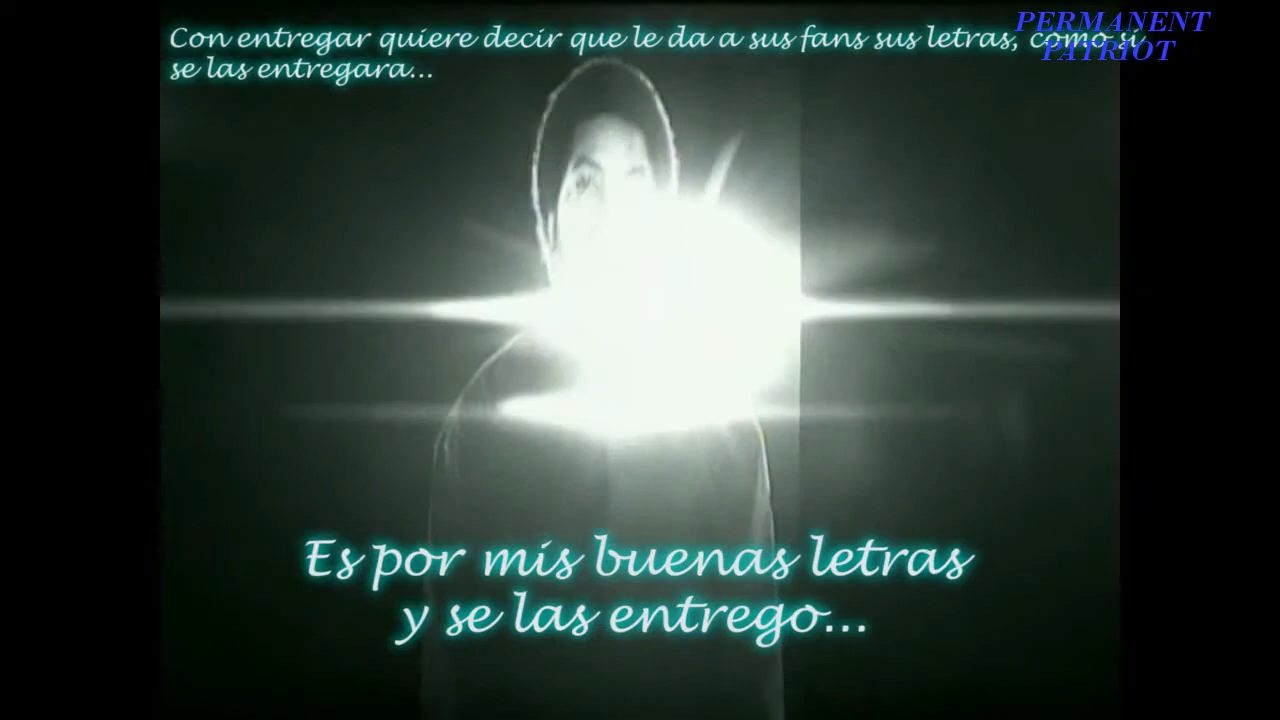 Con entregar quiere decir que le da a sus fans sus letras, como si
se las entregara...
PERMANENT
PATRIOT
Es por mis buenas letras
y se las entrego...